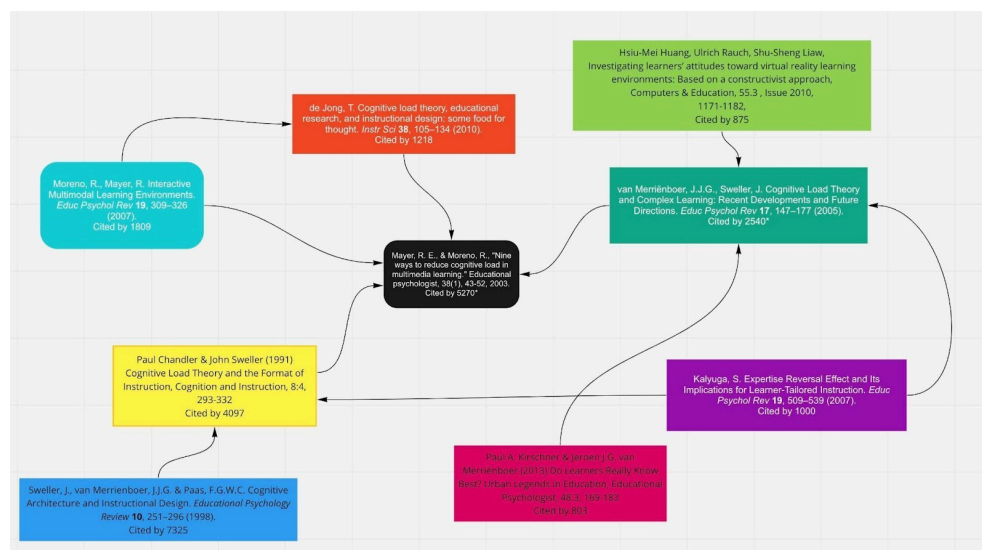 Hsiu-Mei Huang, Ulrich Rauch, Shu-Sheng Liaw,
Investigating learners' attitudes toward virtual reality learning
environments: Based on a constructivist approach,
Computers & Education, 55.3 , Issue 2010,
1171-1182,
Cited by 875
de Jong, T. Cognitive load theory, educational
research, and instructional design: some food for
thought. Instr Sci 38, 105–134 (2010).
Cited by 1218
Moreno, R., Mayer, R. Interactive
Multimodal Learning Environments.
Educ Psychol Rev 19, 309–326
(2007).
Cited by 1809
van Merriënboer, J.J.G., Sweller, J. Cognitive Load Theory
and Complex Learning: Recent Developments and Future
Directions. Educ Psychol Rev 17, 147–177 (2005).
Cited by 2540*
Mayer, R. E., & Moreno, R., "Nine
ways to reduce cognitive load in
multimedia learning." Educational
psychologist, 38(1), 43-52, 2003.
Cited by 5270*
Paul Chandler & John Sweller (1991)
Cognitive Load Theory and the Format of
Instruction, Cognition and Instruction, 8:4,
293-332
Cited by 4097
Kalyuga, S. Expertise Reversal Effect and Its
Implications for Learner-Tailored Instruction. Educ
Psychol Rev 19, 509–539 (2007).
Cited by 1000
Paul A. Kirschner & Jeroen J.G. van
Merriënboer (2013) Do Learners Really Know
Best? Urban Legends in Education, Educational
Psychologist, 48:3, 169-183
Cited by 803
Sweller, J., van Merrienboer, J.J.G. & Paas, F.G.W.C. Cognitive
Architecture and Instructional Design. Educational Psychology
Review 10, 251–296 (1998).
Cited by 7325